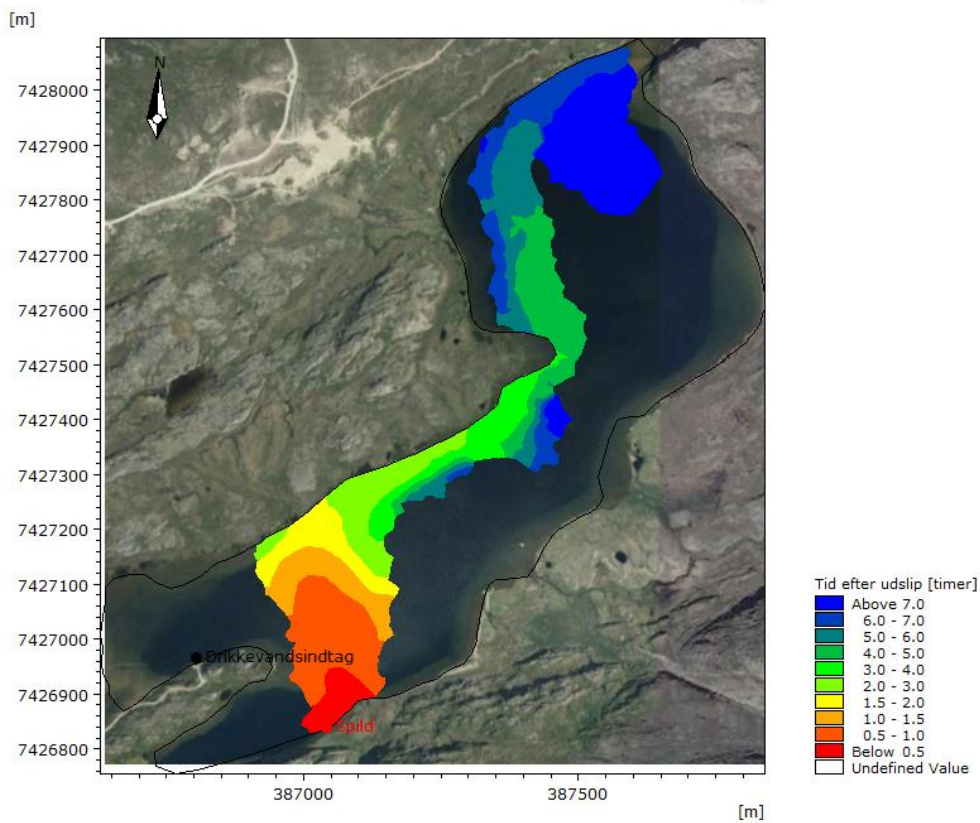 [m]
N
7428000
7427900
7427800
7427700
7427600
7427500
7427400
7427300
7427200
7427100
7427000
7426900
7426800
Drikkevandsindtag
Spild
387000
387500
[m]
Tid efter udslip [timer]
Above 7.0
6.0 - 7.0
5.0 - 6.0
4.0 - 5.0
3.0 - 4.0
2.0 - 3.0
1.5 - 2.0
1.0 - 1.5
0.5 - 1.0
Below 0.5
Undefined Value